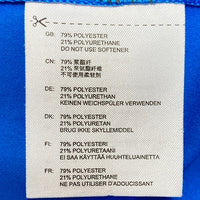 GB: 79% POLYESTER
21% POLYURETHANE
DO NOT USE SOFTENER
CN: 79% 聚酯纤
21% 聚氨酯纤维
不可使用柔软剂
DE: 79% POLYESTER
21% POLYURETHAN
KEINEN WEICHSPÜLER VERWENDEN
DK: 79% POLYESTER
21% POLYURETAN
BRUG IKKE SKYLLEMIDDEL
FI: 79% POLYESTERI
21% POLYURETAANI
EI SAA KÄYTTÄÄ HUUHTELUAINETTA
FR: 79% POLYESTER
21% POLYURETHANE
NE PAS UTILISER D'ADOUCISSANT